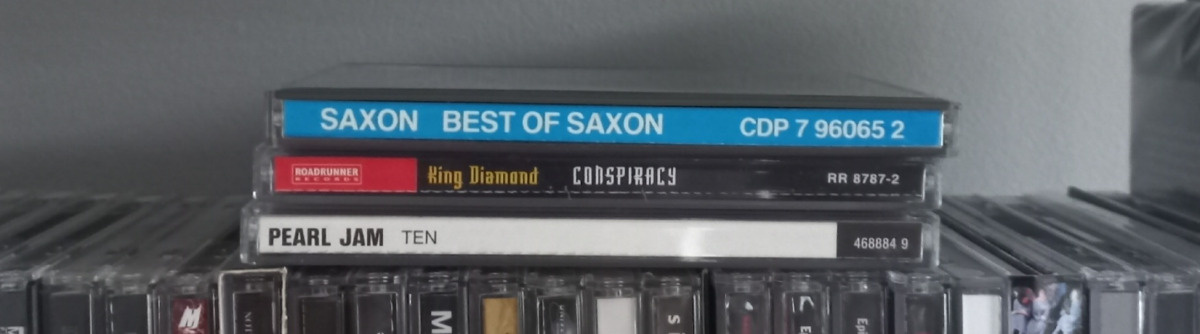 SAXON BEST OF SAXON CDP 7 96065 2
ROADRUNNER RECORDS King Diamond CONSPIRACY RR 8787-2
PEARL JAM TEN 468884 9